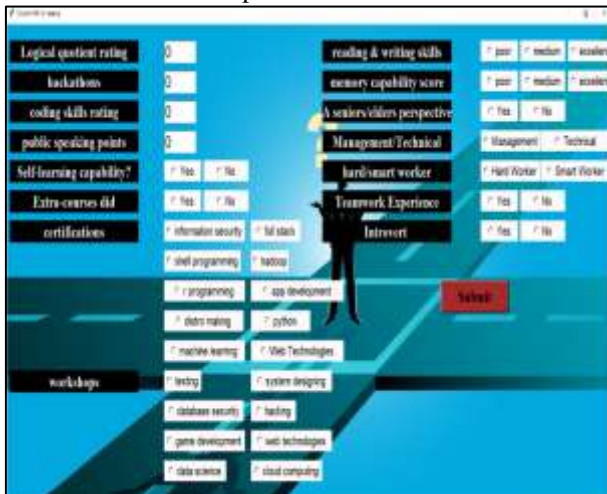 Logical quotient rating 0
hackathons 0
coding skills rating 0
public speaking points 0
Self-learning capability? Yes No
Extra-courses did Yes No
certifications information security full stack
shell programming hadoop
r programming app development
distro making python
machine learning Web Technologies
workshops testing system designing
database security hacking
game development web technologies
data science cloud computing
reading & writing skills poor medium excellen
memory capability score poor medium excellen
A seniors/elders perspective Yes No
Management/Technical Management Technical
hard/smart worker Hard Worker Smart Worker
Teamwork Experience Yes No
Introvert Yes No
Submit